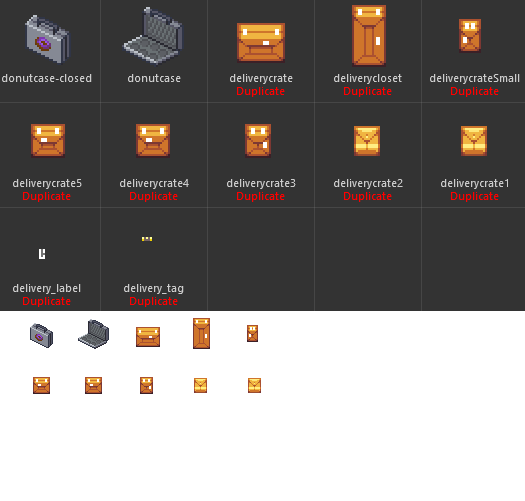 donutcase-closed
donutcase
deliverycrate
Duplicate
deliverycloset
Duplicate
deliverycrateSmall
Duplicate
deliverycrate5
Duplicate
deliverycrate4
Duplicate
deliverycrate3
Duplicate
deliverycrate2
Duplicate
deliverycrate1
Duplicate
delivery_label
Duplicate
delivery_tag
Duplicate